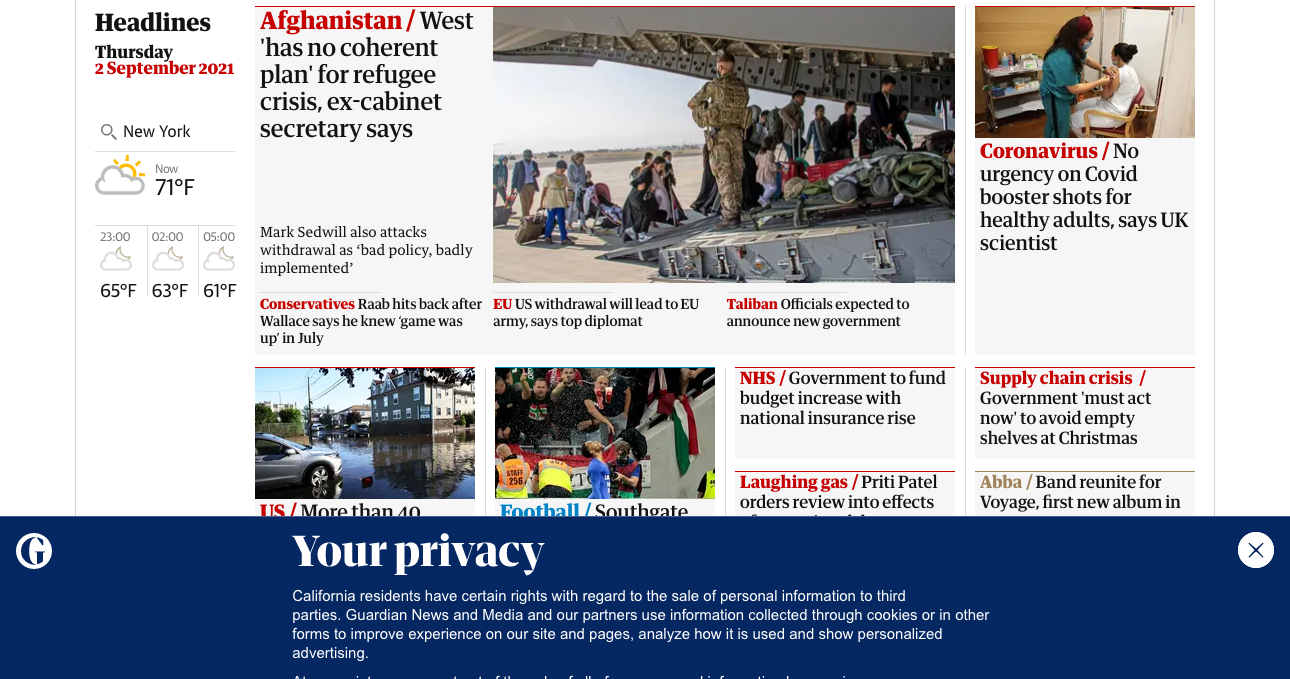 Headlines
Thursday
2 September 2021
New York
Now
71°F
23:00
02:00
05:00
65°F
63°F
61°F
Afghanistan / West
'has no coherent
plan' for refugee
crisis, ex-cabinet
secretary says
Mark Sedwill also attacks
withdrawal as ‘bad policy, badly
implemented’
Conservatives Raab hits back after
Wallace says he knew ‘game was
up’ in July
EU US withdrawal will lead to EU
army, says top diplomat
Taliban Officials expected to
announce new government
Coronavirus / No
urgency on Covid
booster shots for
healthy adults, says UK
scientist
US / More than 40
STAFF
256
Football / Southgate
NHS / Government to fund
budget increase with
national insurance rise
Laughing gas / Priti Patel
orders review into effects
Supply chain crisis /
Government 'must act
now' to avoid empty
shelves at Christmas
Abba / Band reunite for
Voyage, first new album in
Your privacy
California residents have certain rights with regard to the sale of personal information to third
parties. Guardian News and Media and our partners use information collected through cookies or in other
forms to improve experience on our site and pages, analyze how it is used and show personalized
advertising.